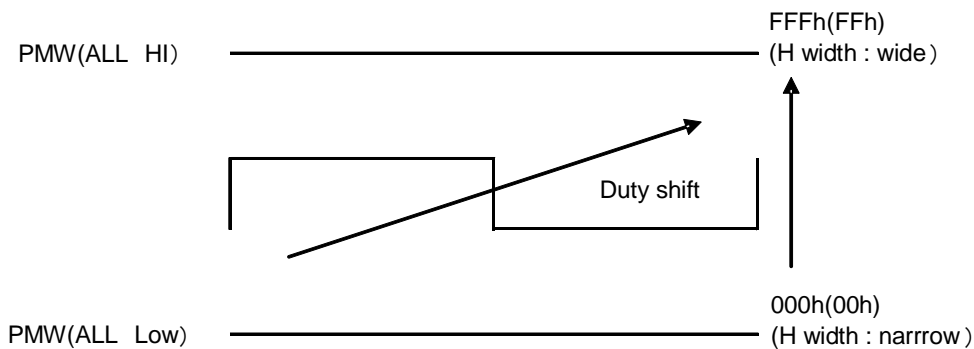 FFFh(FFh)
PMW(ALL HI)
(H width : wide)
Duty shift
000h(00h)
PMW(ALL Low)
(H width : narrrow)